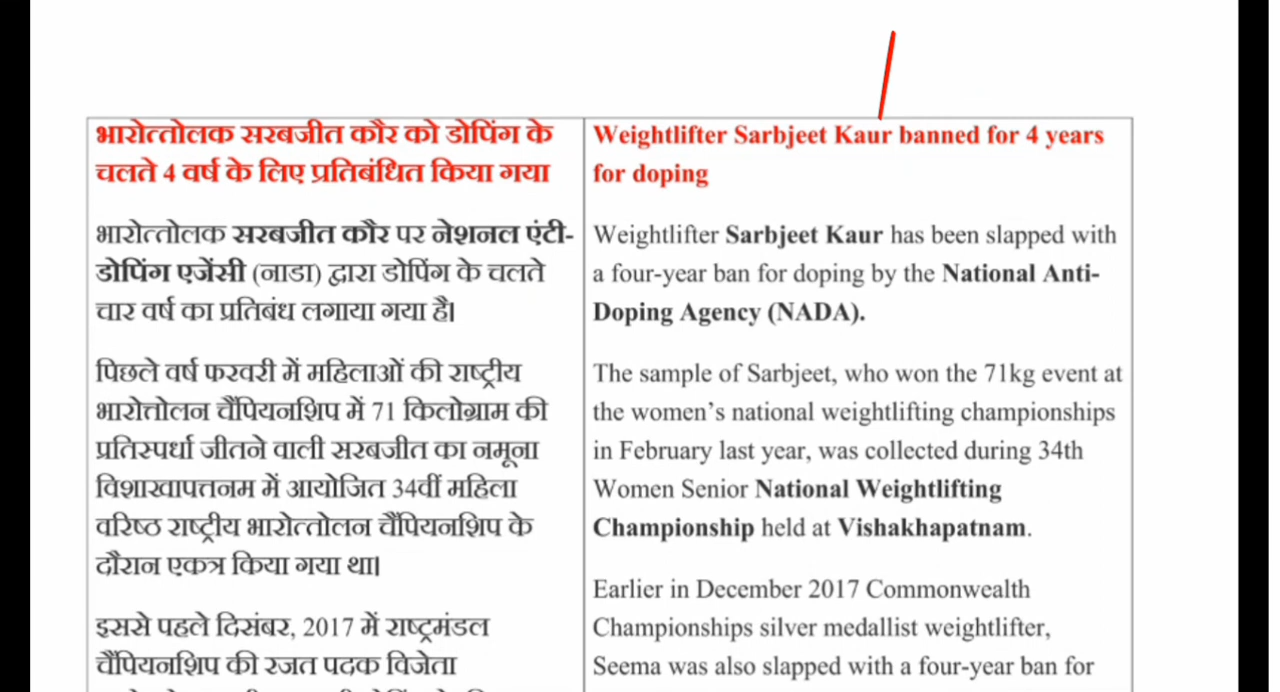 भारोत्तोलक सरबजीत कौर को डोपिंग के
चलते 4 वर्ष के लिए प्रतिबंधित किया गया
भारोत्तोलक सरबजीत कौर पर नेशनल एंटी-
डोपिंग एजेंसी (नाडा) द्वारा डोपिंग के चलते
चार वर्ष का प्रतिबंध लगाया गया है।
पिछले वर्ष फरवरी में महिलाओं की राष्ट्रीय
भारोत्तोलन चैंपियनशिप में 71 किलोग्राम की
प्रतिस्पर्धा जीतने वाली सरबजीत का नमूना
विशाखापत्तनम में आयोजित 34वीं महिला
वरिष्ठ राष्ट्रीय भारोत्तोलन चैंपियनशिप के
दौरान एकत्र किया गया था।
इससे पहले दिसंबर, 2017 में राष्ट्रमंडल
चैंपियनशिप की रजत पदक विजेता
Weightlifter Sarbjeet Kaur banned for 4 years
for doping
Weightlifter Sarbjeet Kaur has been slapped with
a four-year ban for doping by the National Anti-
Doping Agency (NADA).
The sample of Sarbjeet, who won the 71kg event at
the women’s national weightlifting championships
in February last year, was collected during 34th
Women Senior National Weightlifting
Championship held at Vishakhapatnam.
Earlier in December 2017 Commonwealth
Championships silver medallist weightlifter,
Seema was also slapped with a four-year ban for